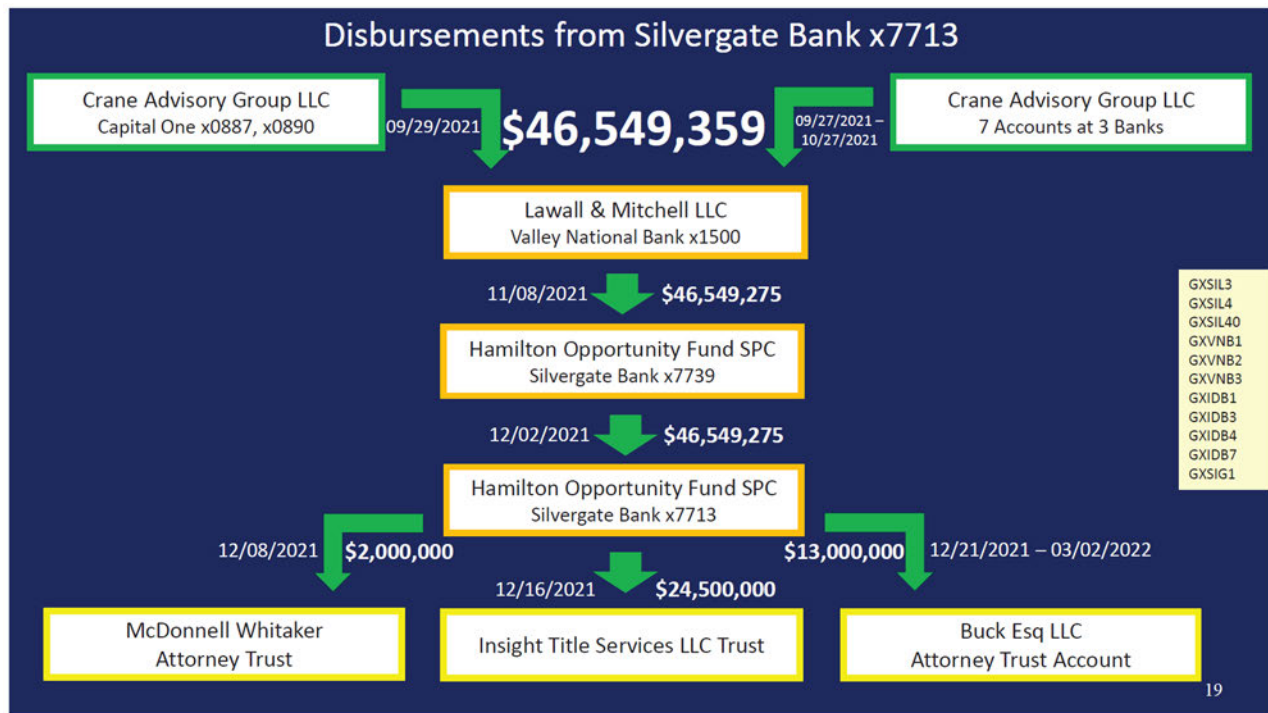 Disbursements from Silvergate Bank x7713
Crane Advisory Group LLC
Capital One x0887, x0890
09/29/2021
$46,549,359
09/27/2021 –
10/27/2021
Crane Advisory Group LLC
7 Accounts at 3 Banks
Lawall & Mitchell LLC
Valley National Bank x1500
11/08/2021
$46,549,275
Hamilton Opportunity Fund SPC
Silvergate Bank x7739
12/02/2021
$46,549,275
Hamilton Opportunity Fund SPC
Silvergate Bank x7713
12/08/2021
$2,000,000
12/16/2021
$24,500,000
$13,000,000
12/21/2021 – 03/02/2022
McDonnell Whitaker
Attorney Trust
Insight Title Services LLC Trust
Buck Esq LLC
Attorney Trust Account
GXSIL3
GXSIL4
GXSIL40
GXVNB1
GXVNB2
GXVNB3
GXIDB1
GXIDB3
GXIDB4
GXIDB7
GXSIG1
19